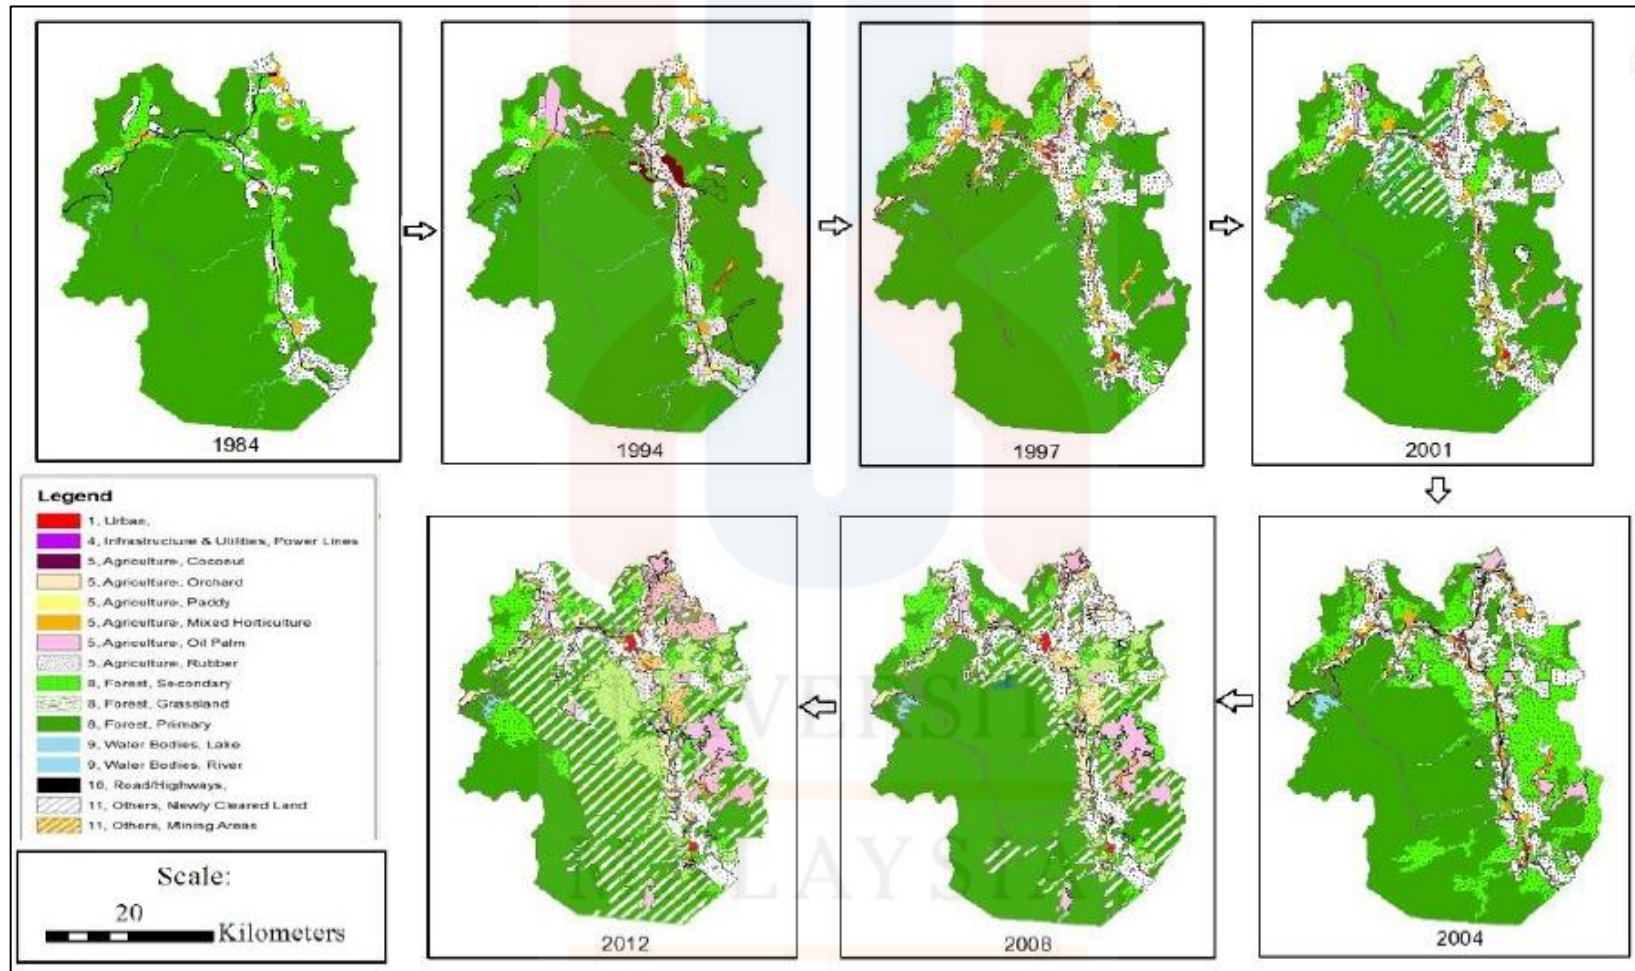 1984
1994
1997
2001
Legend
1, Urban,
4, Infrastructure & Utilities, Power Lines
5, Agriculture, Coconut
5, Agriculture, Orchard
5, Agriculture, Paddy
5, Agriculture, Mixed Horticulture
5, Agriculture, Oil Palm
5, Agriculture, Rubber
8, Forest, Secondary
8, Forest, Grassland
8, Forest, Primary
9, Water Bodies, Lake
9, Water Bodies, River
10, Road/Highways,
11, Others, Newly Cleared Land
11, Others, Mining Areas
Scale:
20
Kilometers
2012
2008
2004
MALAYSIA